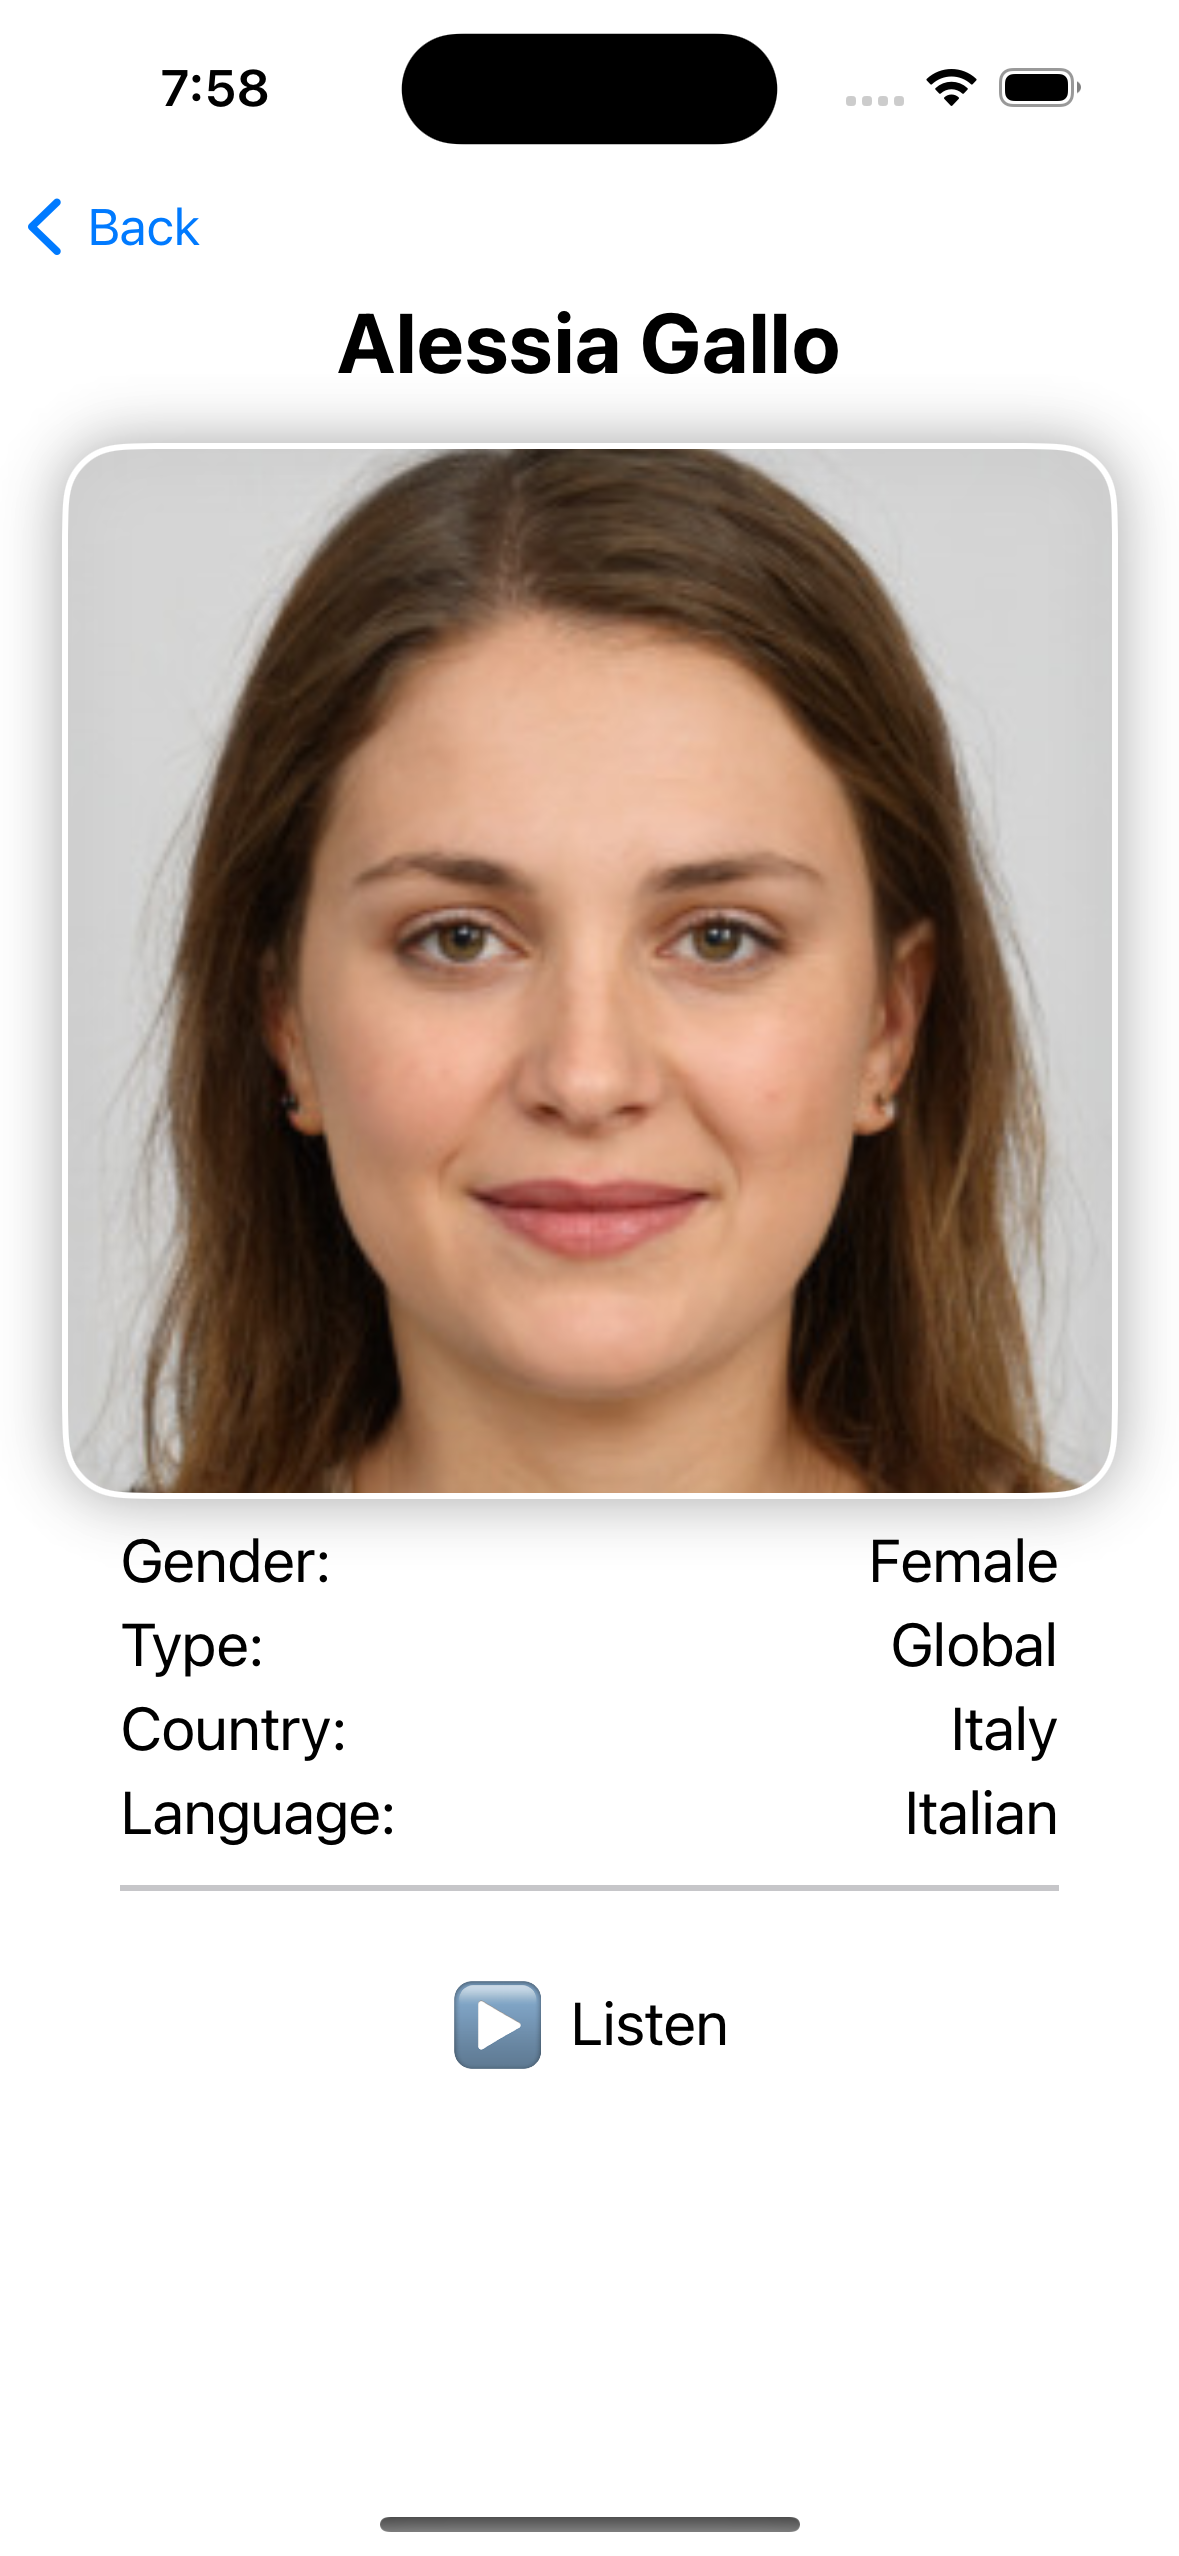 7:58
Back
Alessia Gallo
Gender: Female
Type: Global
Country: Italy
Language: Italian
Listen